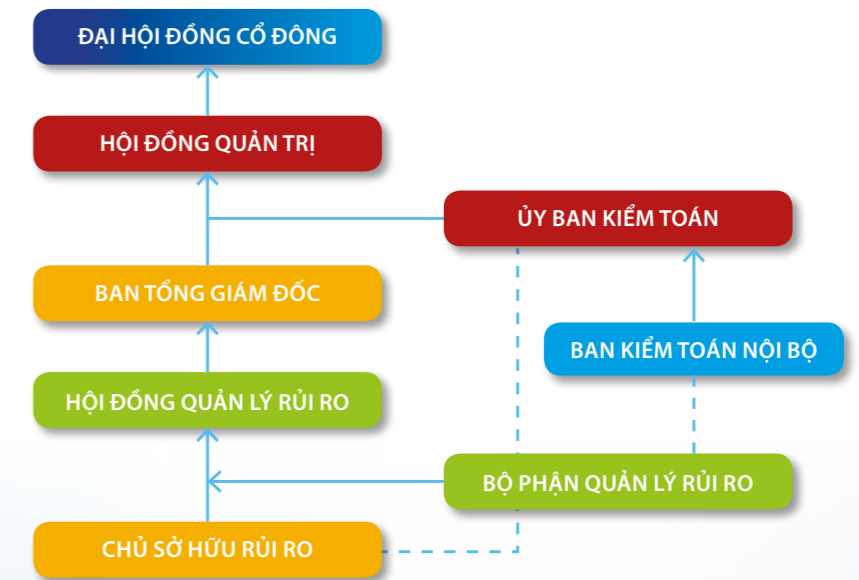 ĐẠI HỘI ĐỒNG CỔ ĐÔNG
HỘI ĐỒNG QUẢN TRỊ
ỦY BAN KIỂM TOÁN
BAN TỔNG GIÁM ĐỐC
BAN KIỂM TOÁN NỘI BỘ
HỘI ĐỒNG QUẢN LÝ RỦI RO
BỘ PHẬN QUẢN LÝ RỦI RO
CHỦ SỞ HỮU RỦI RO